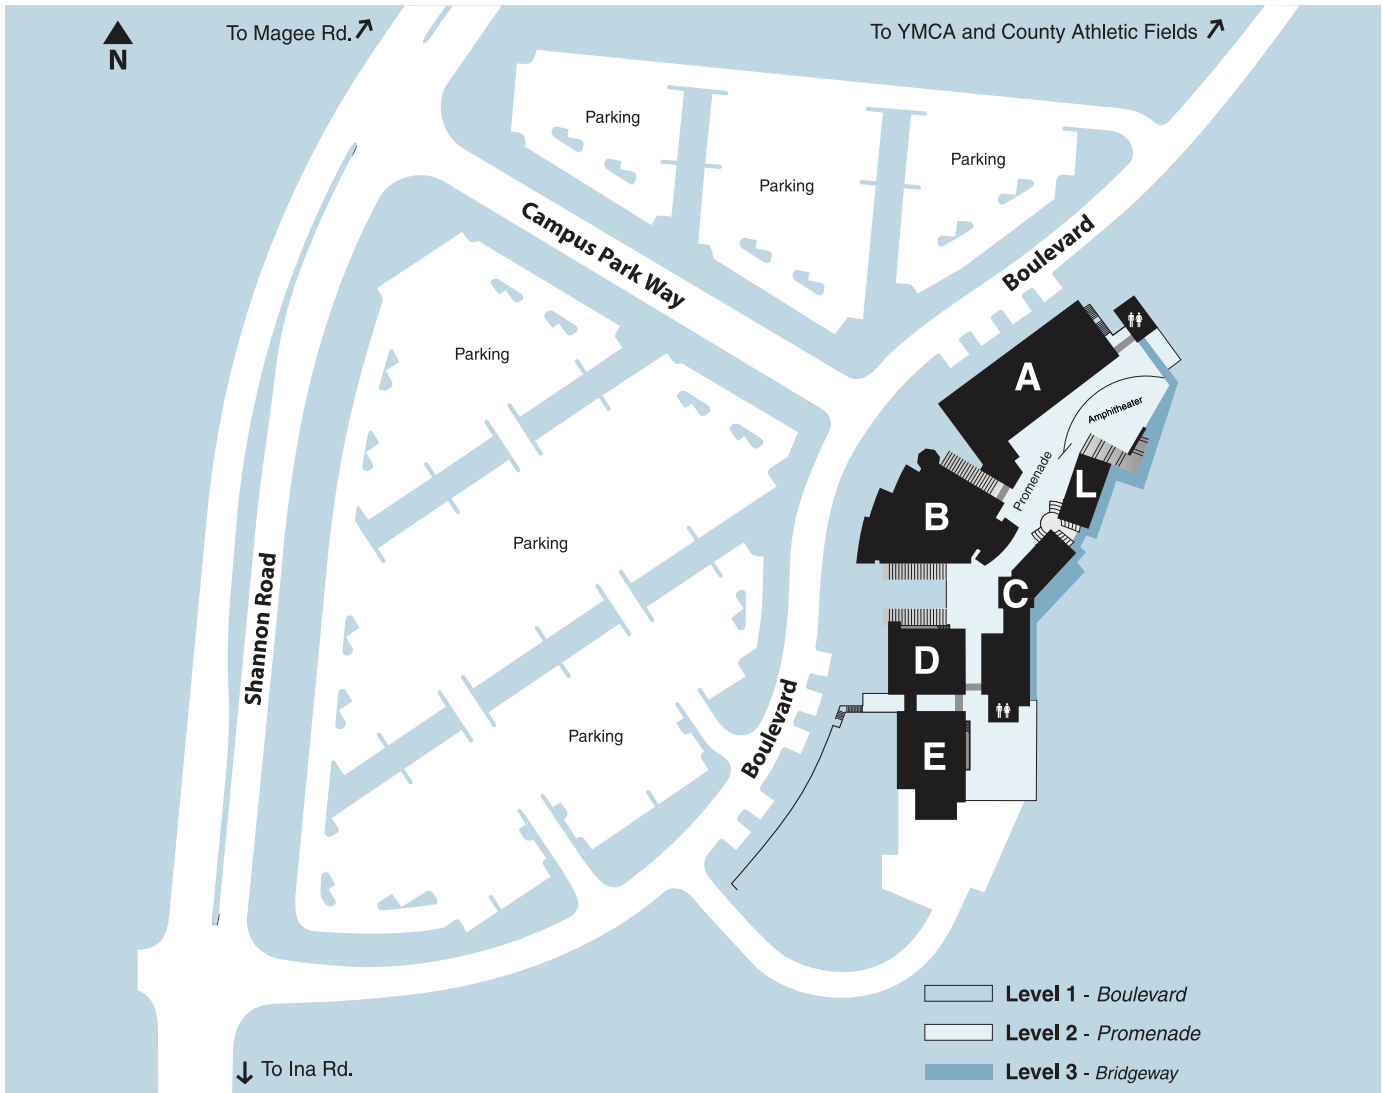 To Magee Rd.
To YMCA and County Athletic Fields
N
Parking
Parking
Parking
Campus Park Way
Boulevard
Parking
A
Amphitheater
Promenade
L
B
Parking
C
Shannon Road
D
Boulevard
Parking
E
Level 1 - Boulevard
Level 2 - Promenade
Level 3 - Bridgeway
To Ina Rd.